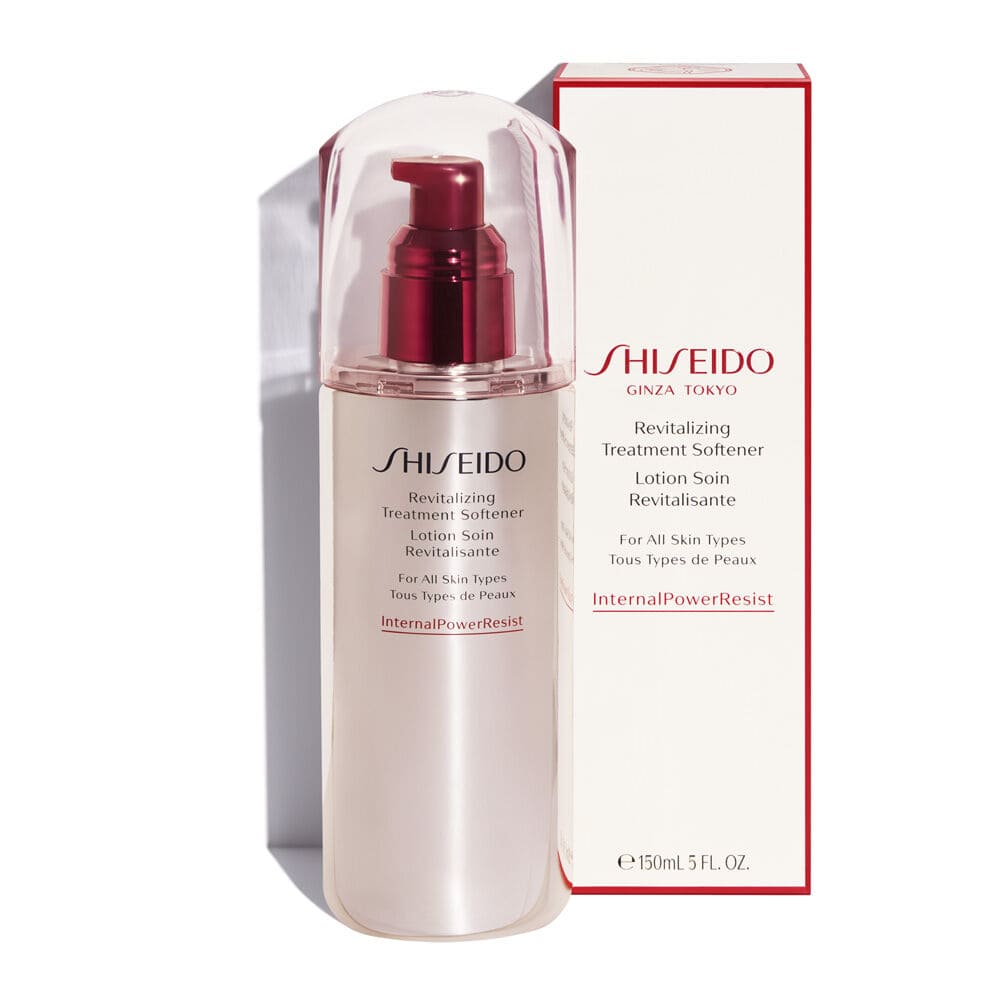 SHISEIDO
Revitalizing
Treatment Softener
Lotion Soin
Revitalisante
For All Skin Types
Tous Types de Peaux
InternalPowerResist
SHISEIDO
GINZA TOKYO
Revitalizing
Treatment Softener
Lotion Soin
Revitalisante
For All Skin Types
Tous Types de Peaux
InternalPowerResist
℮150mL 5 FL. OZ.